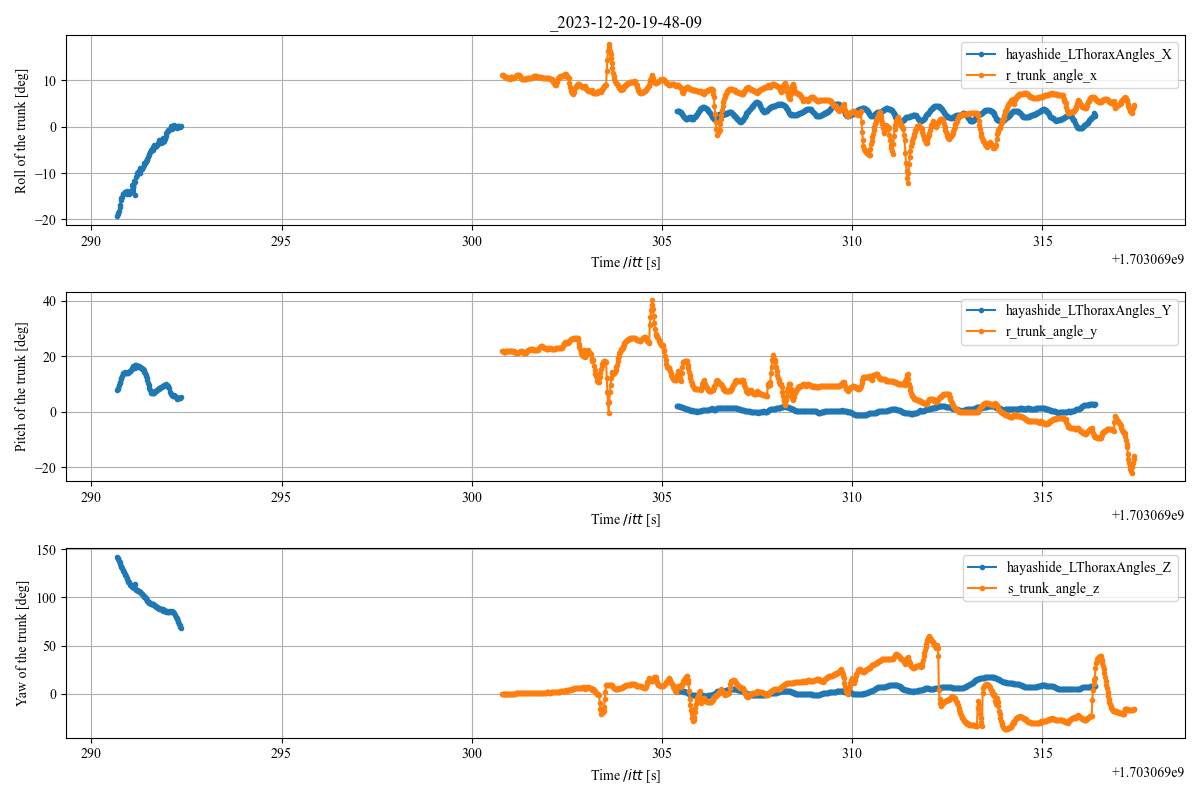 _2023-12-20-19-48-09
Roll of the trunk [deg]
10
0
−10
−20
hayashide_LThoraxAngles_X
r_trunk_angle_x
290 295 300 305 310 315
Time /itt [s]
+1.703069e9
Pitch of the trunk [deg]
40
20
0
−20
hayashide_LThoraxAngles_Y
r_trunk_angle_y
290 295 300 305 310 315
Time /itt [s]
+1.703069e9
Yaw of the trunk [deg]
150
100
50
0
hayashide_LThoraxAngles_Z
s_trunk_angle_z
290 295 300 305 310 315
Time /itt [s]
+1.703069e9